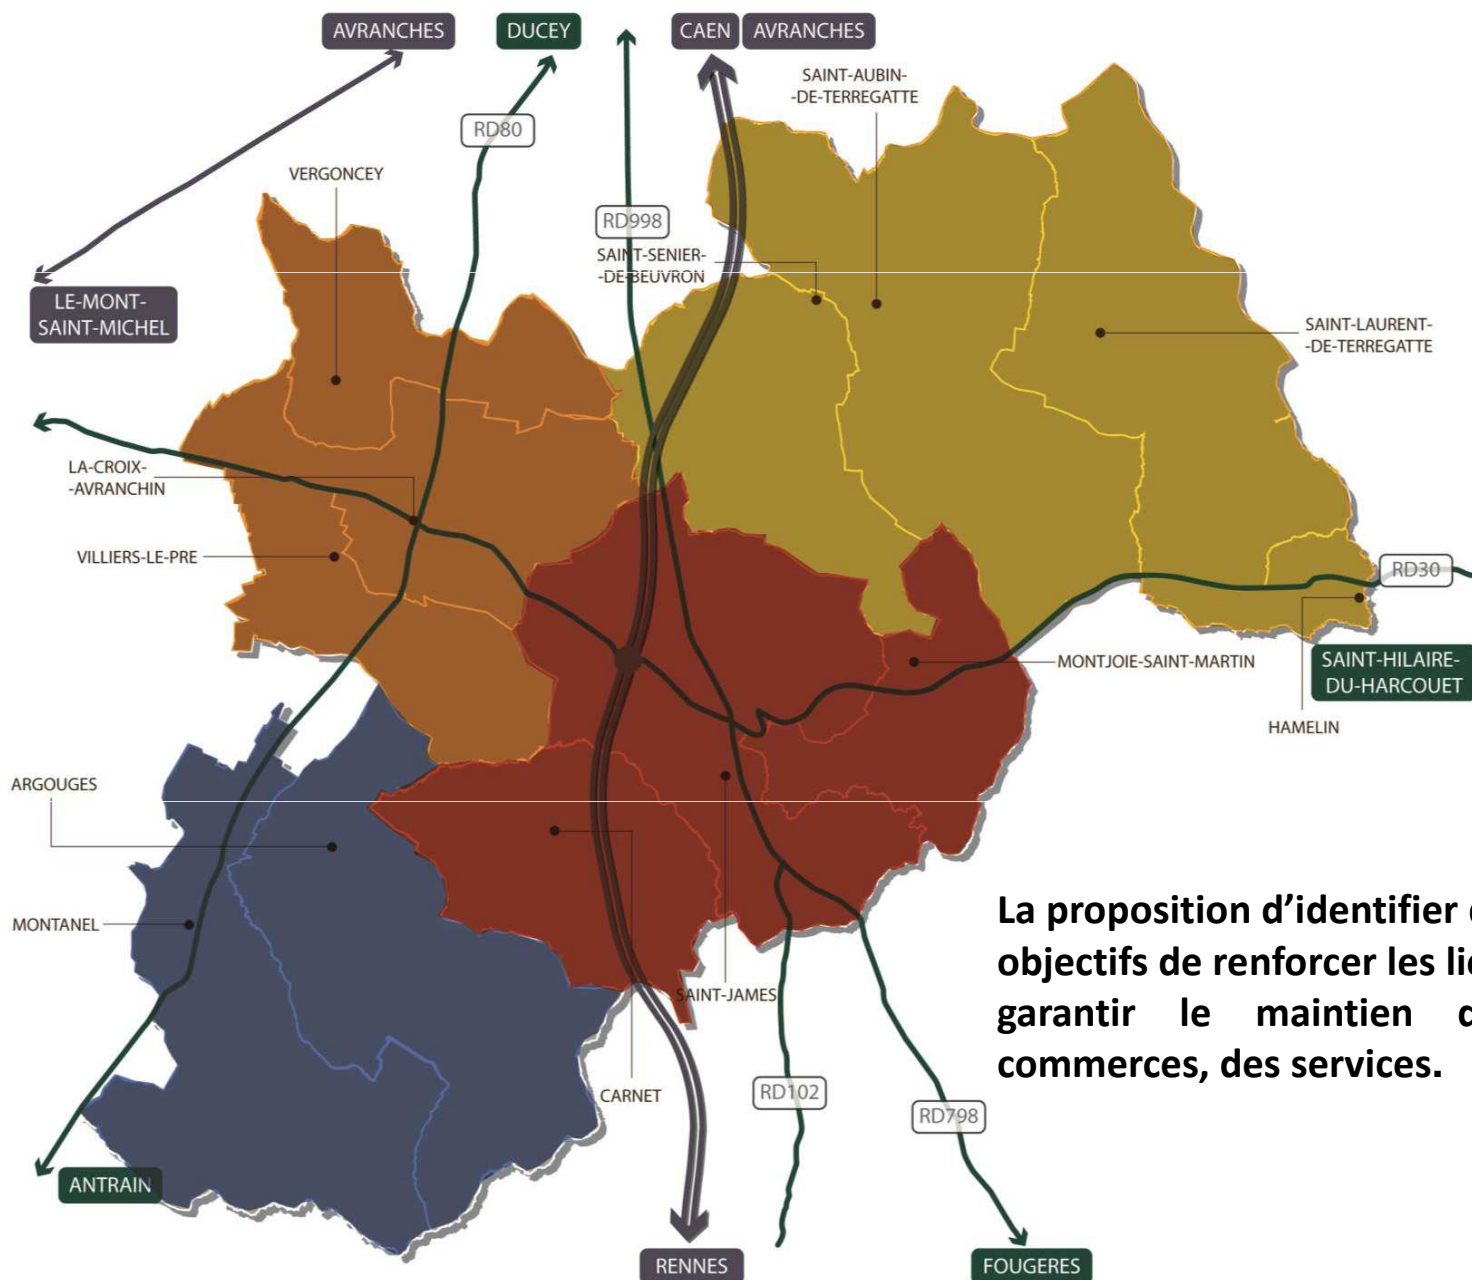 AVRANCHES
DUCEY
CAEN
AVRANCHES
SAINT-AUBIN-
-DE-TERREGATTE
RD80
VERGONCEY
RD998
SAINT-SENIER-
-DE-BEUVRON
LE-MONT-
SAINT-MICHEL
SAINT-LAURENT-
-DE-TERREGATTE
LA-CROIX-
-AVRANCHIN
VILLIERS-LE-PRE
RD30
MONTJOIE-SAINT-MARTIN
SAINT-HILAIRE-
DU-HARCOUET
HAMELIN
ARGOUGES
MONTANEL
La proposition d’identifier
objectifs de renforcer les
garantir le maintien
commerces, des services.
SAINT-JAMES
CARNET
RD102
RD798
ANTRAIN
RENNES
FOUGERES